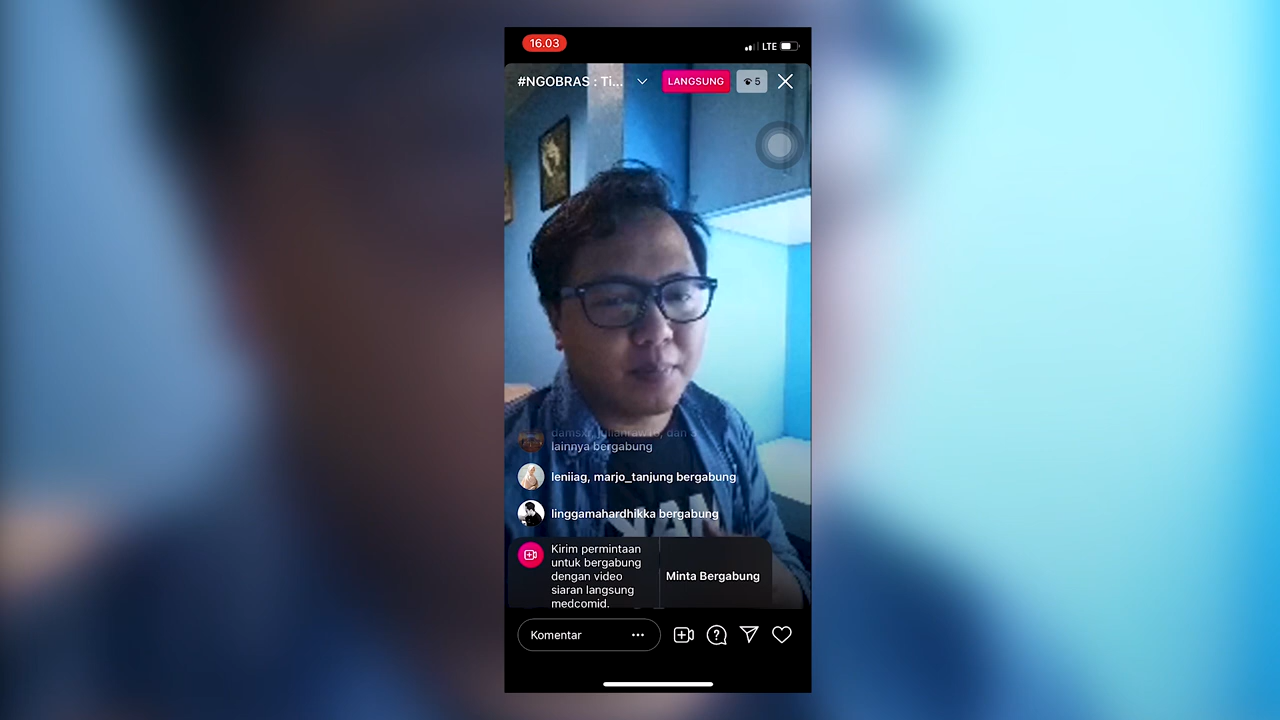 16.03
LTE
#NGOBRAS : Ti...
LANGSUNG
5
lainnya bergabung
leniiag, marjo_tanjung bergabung
linggamahardhikka bergabung
Kirim permintaan
untuk bergabung
dengan video
siaran langsung
medcomid.
Minta Bergabung
Komentar